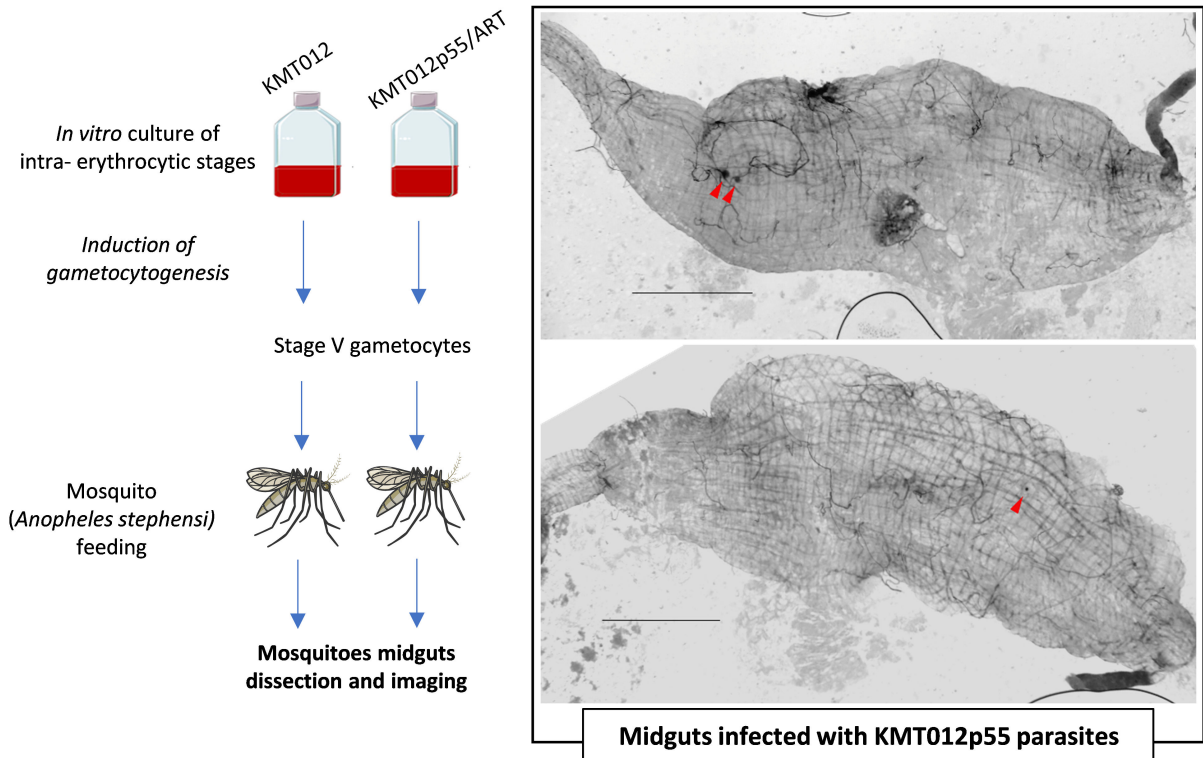 KMT012
KMT012p55/ART
In vitro culture of
intra- erythrocytic stages
Induction of
gametocytogenesis
Stage V gametocytes
Mosquito
(Anopheles stephensi)
feeding
Mosquitoes midguts
dissection and imaging
Midguts infected with KMT012p55 parasites